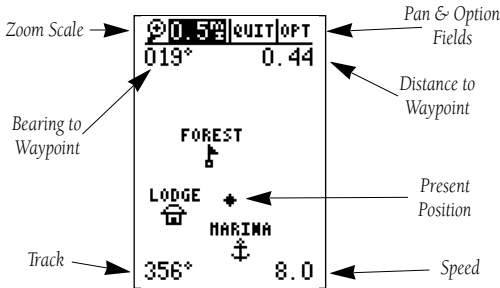 Zoom Scale
0.5 QUIT OPT
Pan & Option
Fields
019° 0.44
Bearing to
Waypoint
Distance to
Waypoint
FOREST
LODGE
Present
Position
MARINA
Track
356° 8.0
Speed